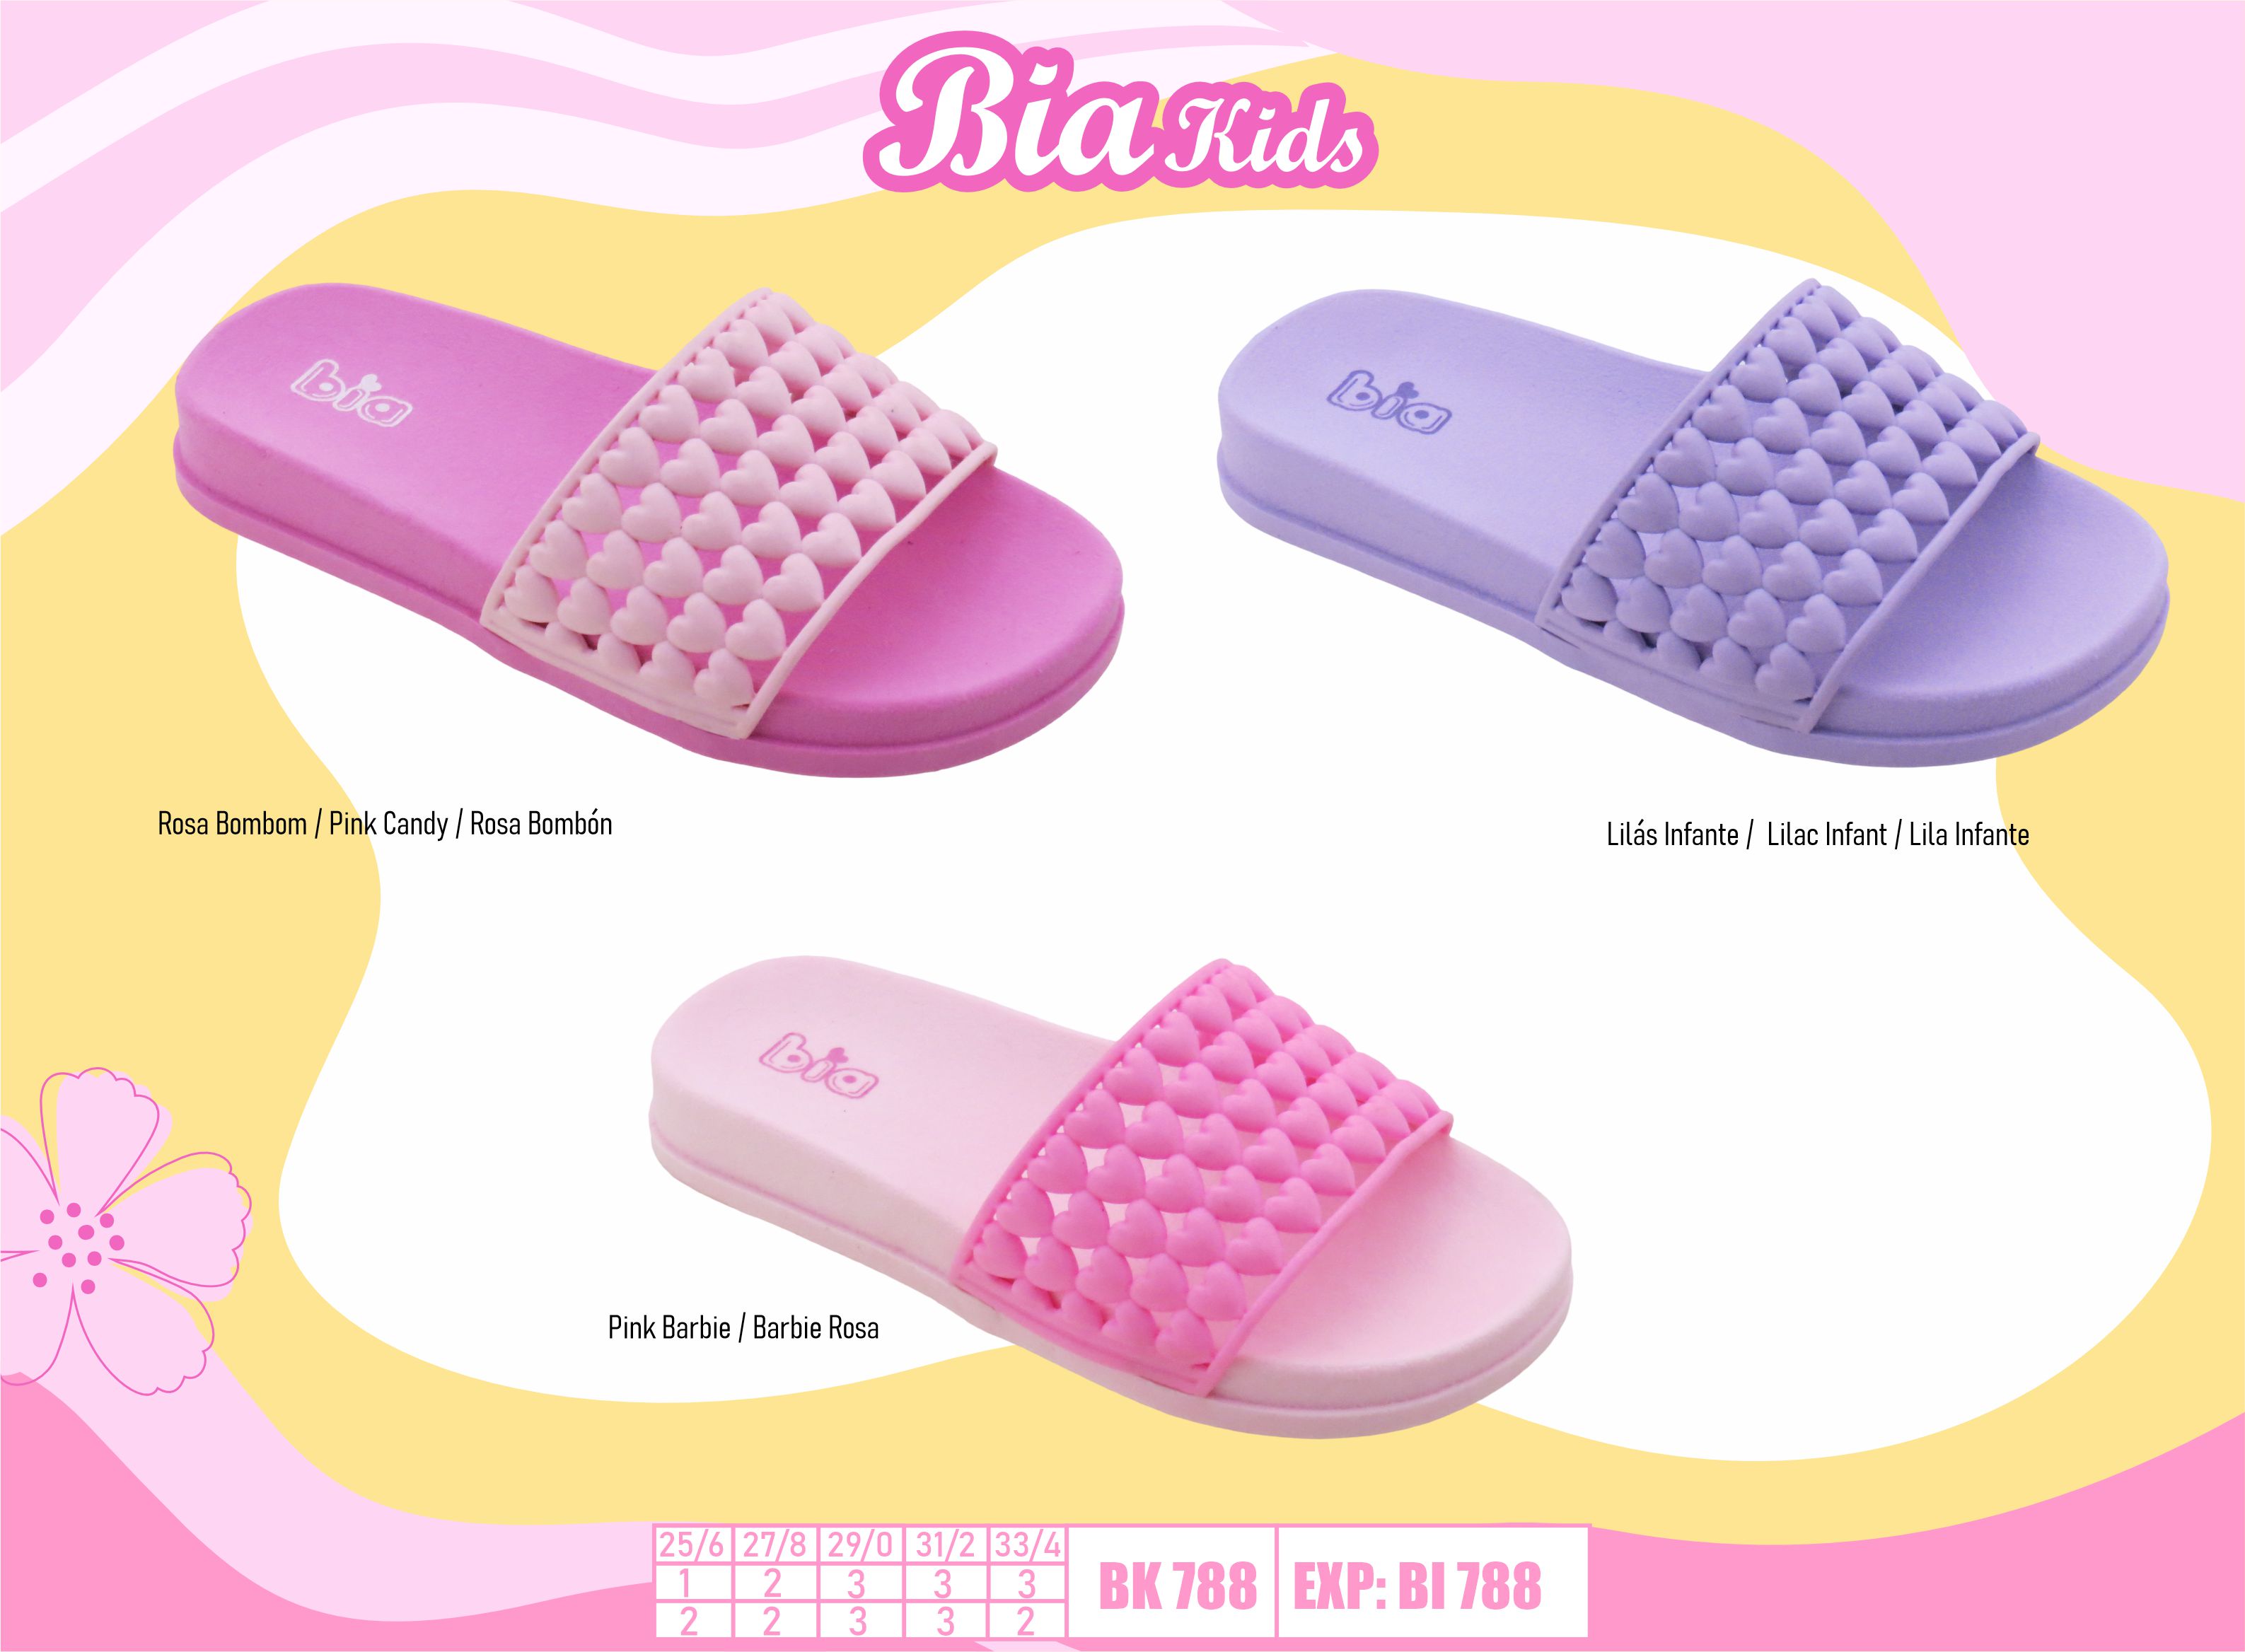 Bia Kids
bia
bia
Rosa Bombom / Pink Candy / Rosa Bombón
Lilás Infante / Lilac Infant / Lila Infante
bia
Pink Barbie / Barbie Rosa
25/6 27/8 29/0 31/2 33/4
1 2 3 3 3
2 2 3 3 2
BK 788
EXP: BI 788